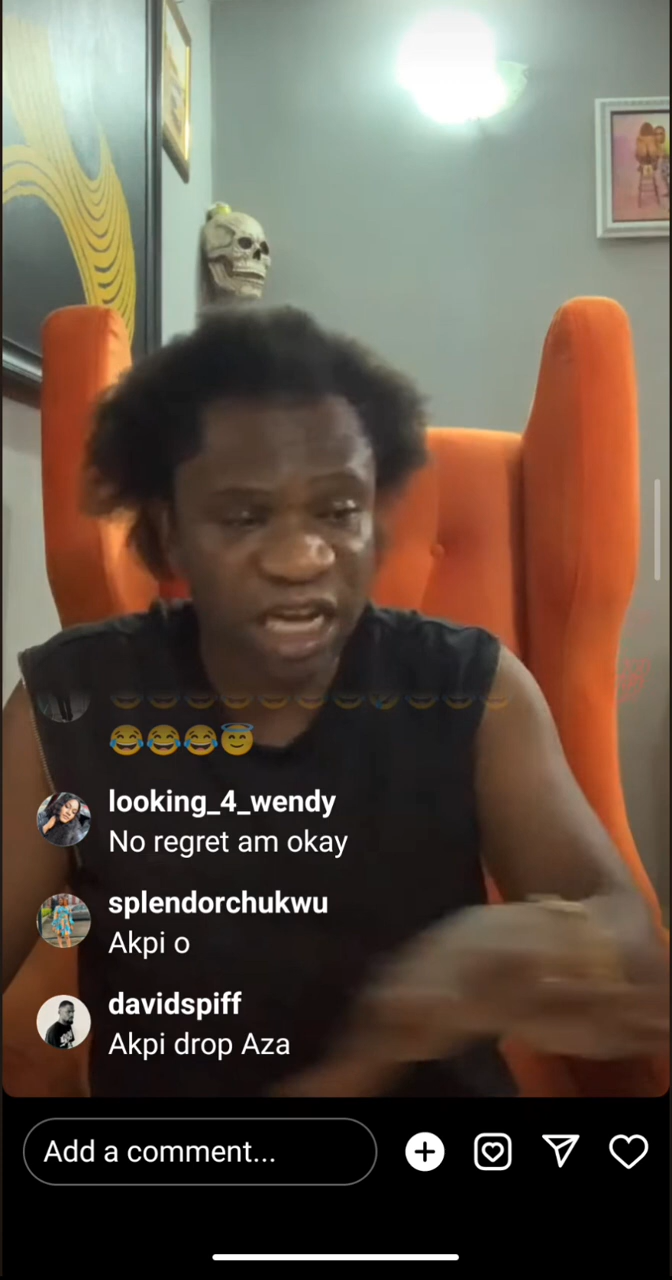 😂😂😂😇
looking_4_wendy
No regret am okay
splendorchukwu
Akpi o
davidspiff
Akpi drop Aza
Add a comment...